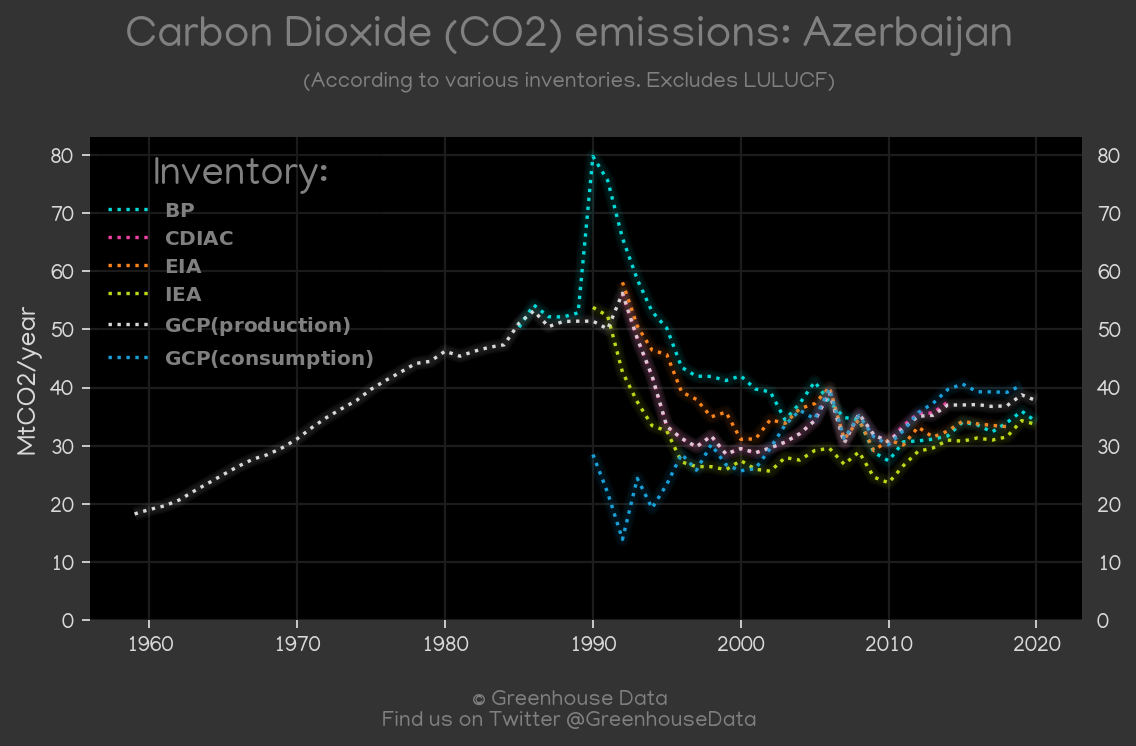 Carbon Dioxide (CO2) emissions: Azerbaijan
(According to various inventories. Excludes LULUCF)
Inventory:
BP
CDIAC
EIA
IEA
GCP(production)
GCP(consumption)
MtCO2/year
80
70
60
50
40
30
20
10
0
80
70
60
50
40
30
20
10
0
1960 1970 1980 1990 2000 2010 2020
© Greenhouse Data
Find us on Twitter @GreenhouseData